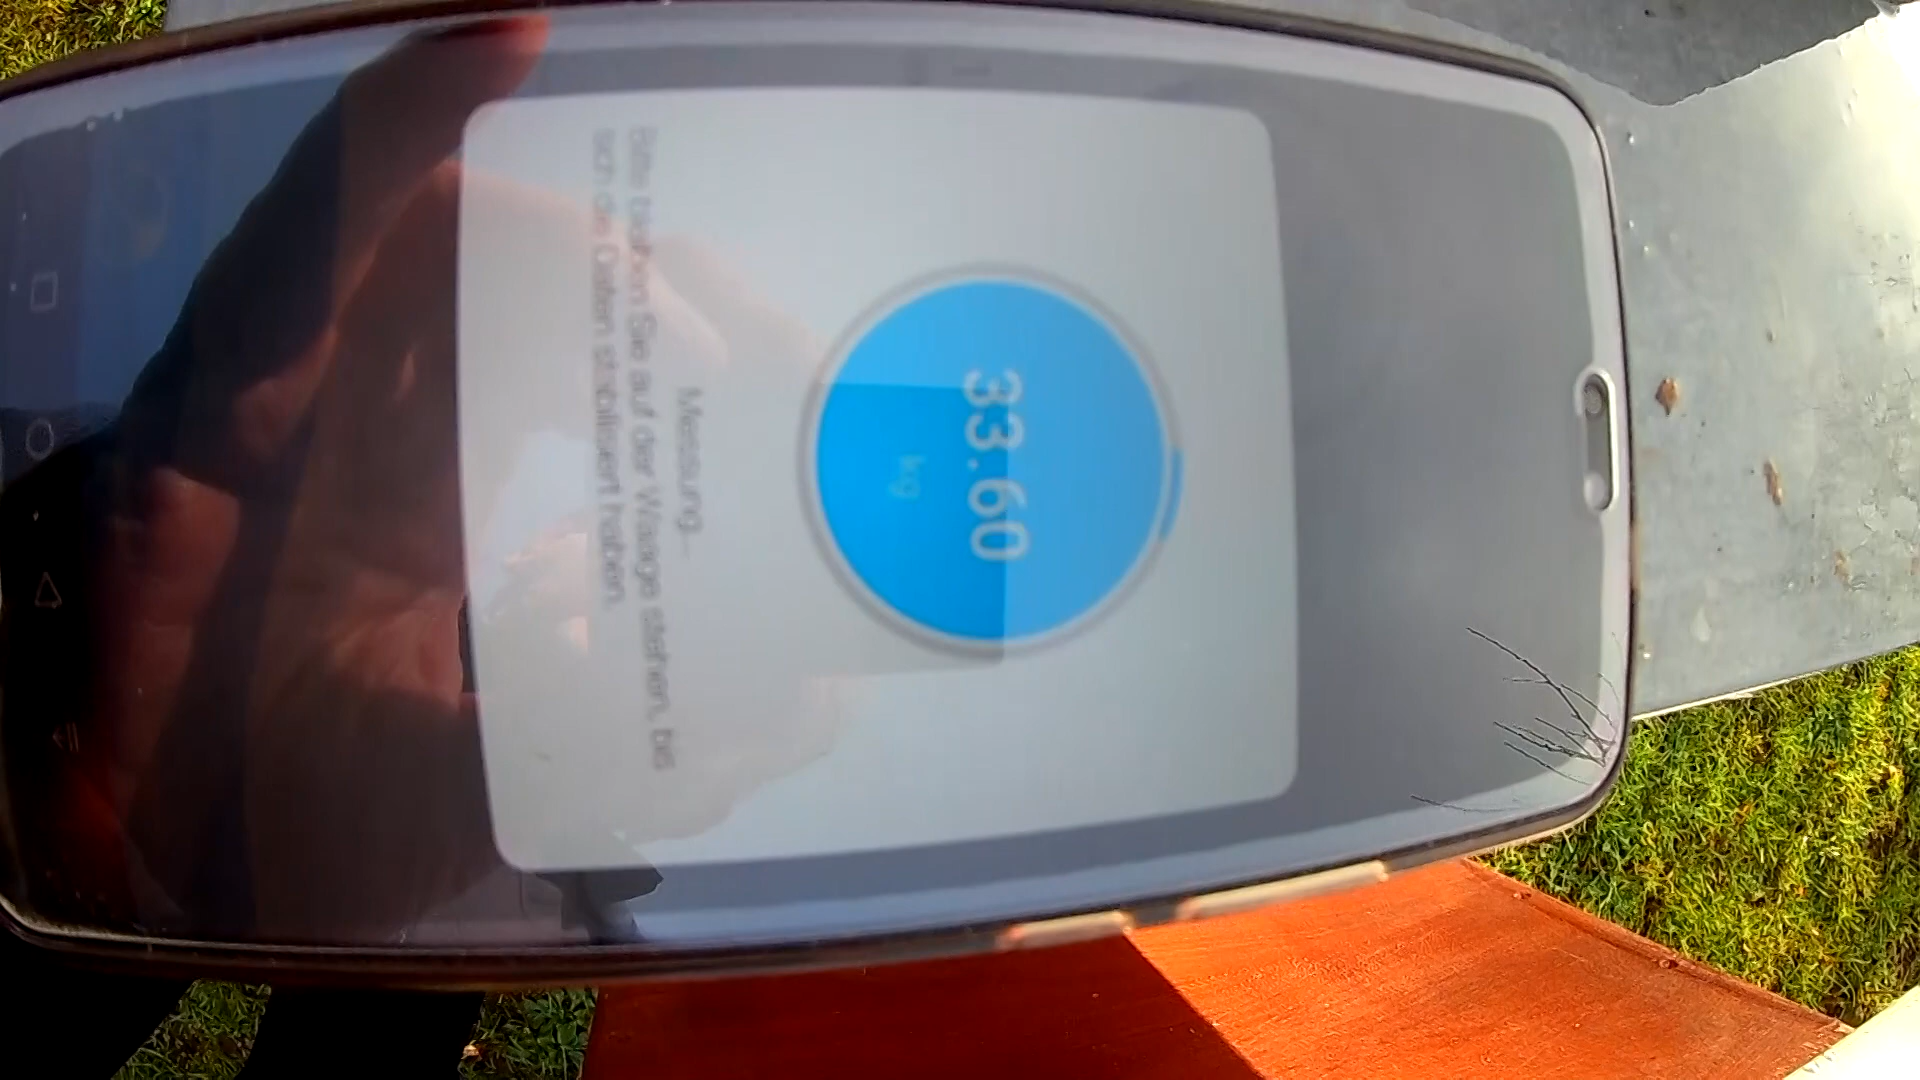 33.60
kg
Messung...
Bitte bleiben Sie auf der Waage stehen, bis
sich die Daten stabilisiert haben.